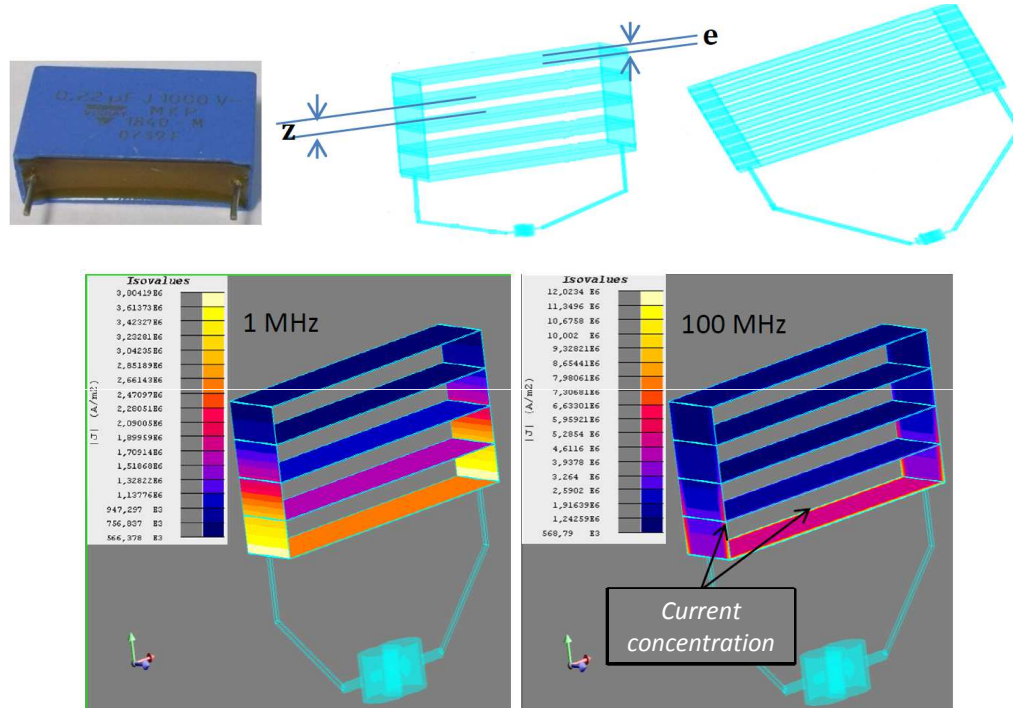 e
z
0,22 µF J 1000 V-
MKP
1840 - M
Isovalues
|J| (A/m2)
3,80419E6
3,61373E6
3,42327E6
3,23281E6
3,04235E6
2,85189E6
2,66143E6
2,47097E6
2,28051E6
2,09005E6
1,89959E6
1,70914E6
1,51868E6
1,32822E6
1,13776E6
947,297 E3
756,837 E3
566,378 E3
1 MHz
Isovalues
|J| (A/m2)
12,0234 E6
11,3496 E6
10,6758 E6
10,002 E6
9,32821E6
8,65441E6
7,98061E6
7,30681E6
6,63301E6
5,95921E6
5,2854 E6
4,6116 E6
3,9378 E6
3,264 E6
2,5902 E6
1,91639E6
1,24259E6
568,79 E3
100 MHz
Current
concentration